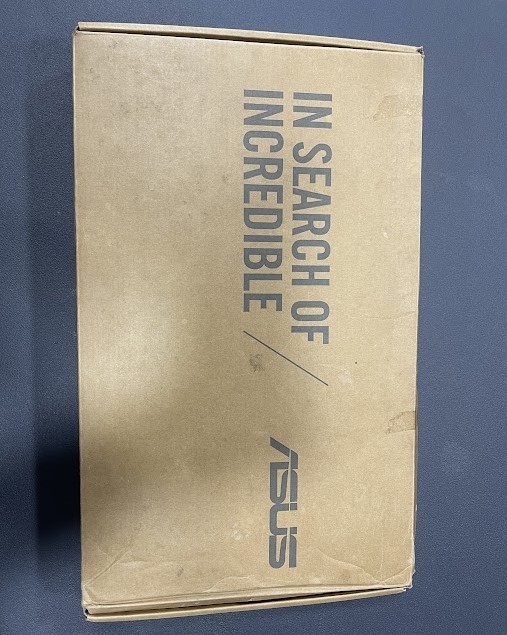 IN SEARCH OF
INCREDIBLE /
ASUS